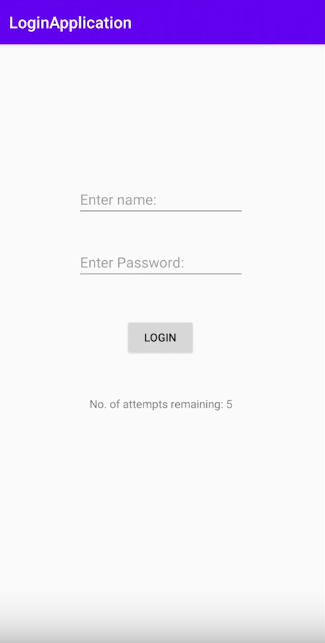 LoginApplication
Enter name:
Enter Password:
LOGIN
No. of attempts remaining: 5